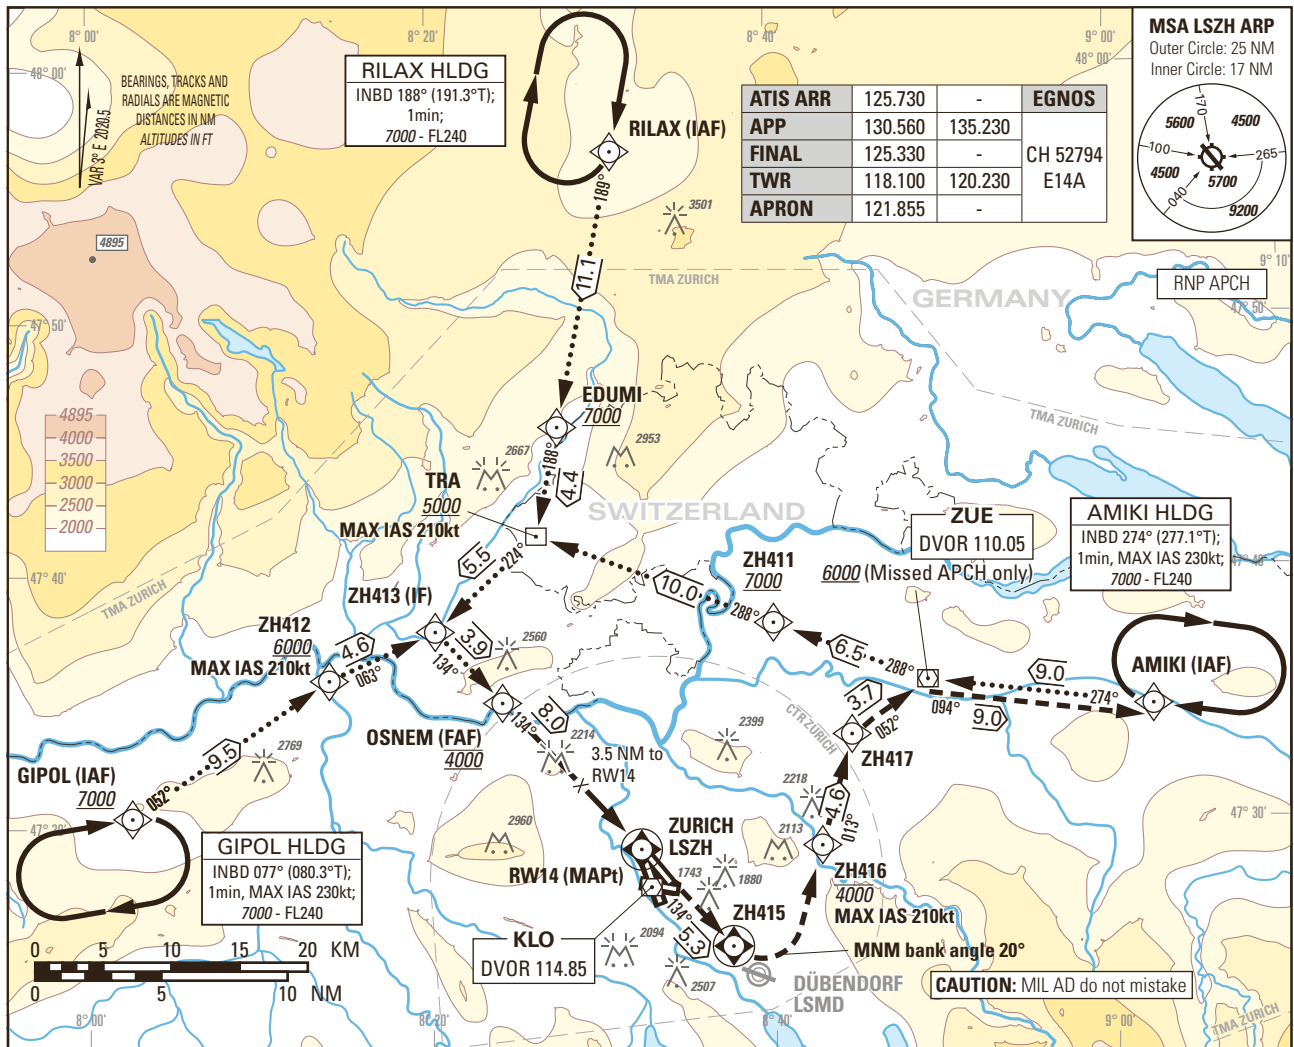 8° 00'
8° 20'
9° 00'
48° 00'
VAR 3° E 2020.5
BEARINGS, TRACKS AND
RADIALS ARE MAGNETIC
DISTANCES IN NM
ALTITUDES IN FT
RILAX HLDG
INBD 188° (191.3°T);
1min;
7000 - FL240
RILAX (IAF)
189°
11.1
3501
ATIS ARR 125.730 - EGNOS
APP 130.560 135.230
FINAL 125.330 - CH 52794
TWR 118.100 120.230 E14A
APRON 121.855 -
MSA LSZH ARP
Outer Circle: 25 NM
Inner Circle: 17 NM
170
5600
4500
100
265
4500
5700
040
9200
4895
9° 10'
RNP APCH
TMA ZURICH
GERMANY
47° 50'
47° 50'
EDUMI
7000
188°
4.4
2667
2953
TMA ZURICH
4895
4000
3500
3000
2500
2000
TRA
5000
MAX IAS 210kt
SWITZERLAND
ZUE
DVOR 110.05
6000 (Missed APCH only)
AMIKI HLDG
INBD 274° (277.1°T);
1min, MAX IAS 230kt;
7000 - FL240
47° 40'
47° 40'
TMA ZURICH
5.5
224°
10.0
ZH411
7000
288°
ZH413 (IF)
ZH412
6000
MAX IAS 210kt
4.6
063°
3.9
134°
2560
6.5
288°
9.0
274°
094°
9.0
AMIKI (IAF)
3.7
052°
OSNEM (FAF)
4000
134°
8.0
2214
2399
CTR ZÜRICH
ZH417
9.5
2769
3.5 NM to
RW14
GIPOL (IAF)
7000
052°
2218
4.6
013°
47° 30'
2960
ZURICH
LSZH
2113
GIPOL HLDG
INBD 077° (080.3°T);
1min, MAX IAS 230kt;
7000 - FL240
RW14 (MAPt)
1743
1880
ZH416
4000
MAX IAS 210kt
134°
5.3
ZH415
KLO
DVOR 114.85
2094
2507
MNM bank angle 20°
DÜBENDORF
LSMD
CAUTION: MIL AD do not mistake
0 5 10 15 20 KM
0 5 10 NM
8° 00'
8° 20'
8° 40'
9° 00'
TMA ZURICH